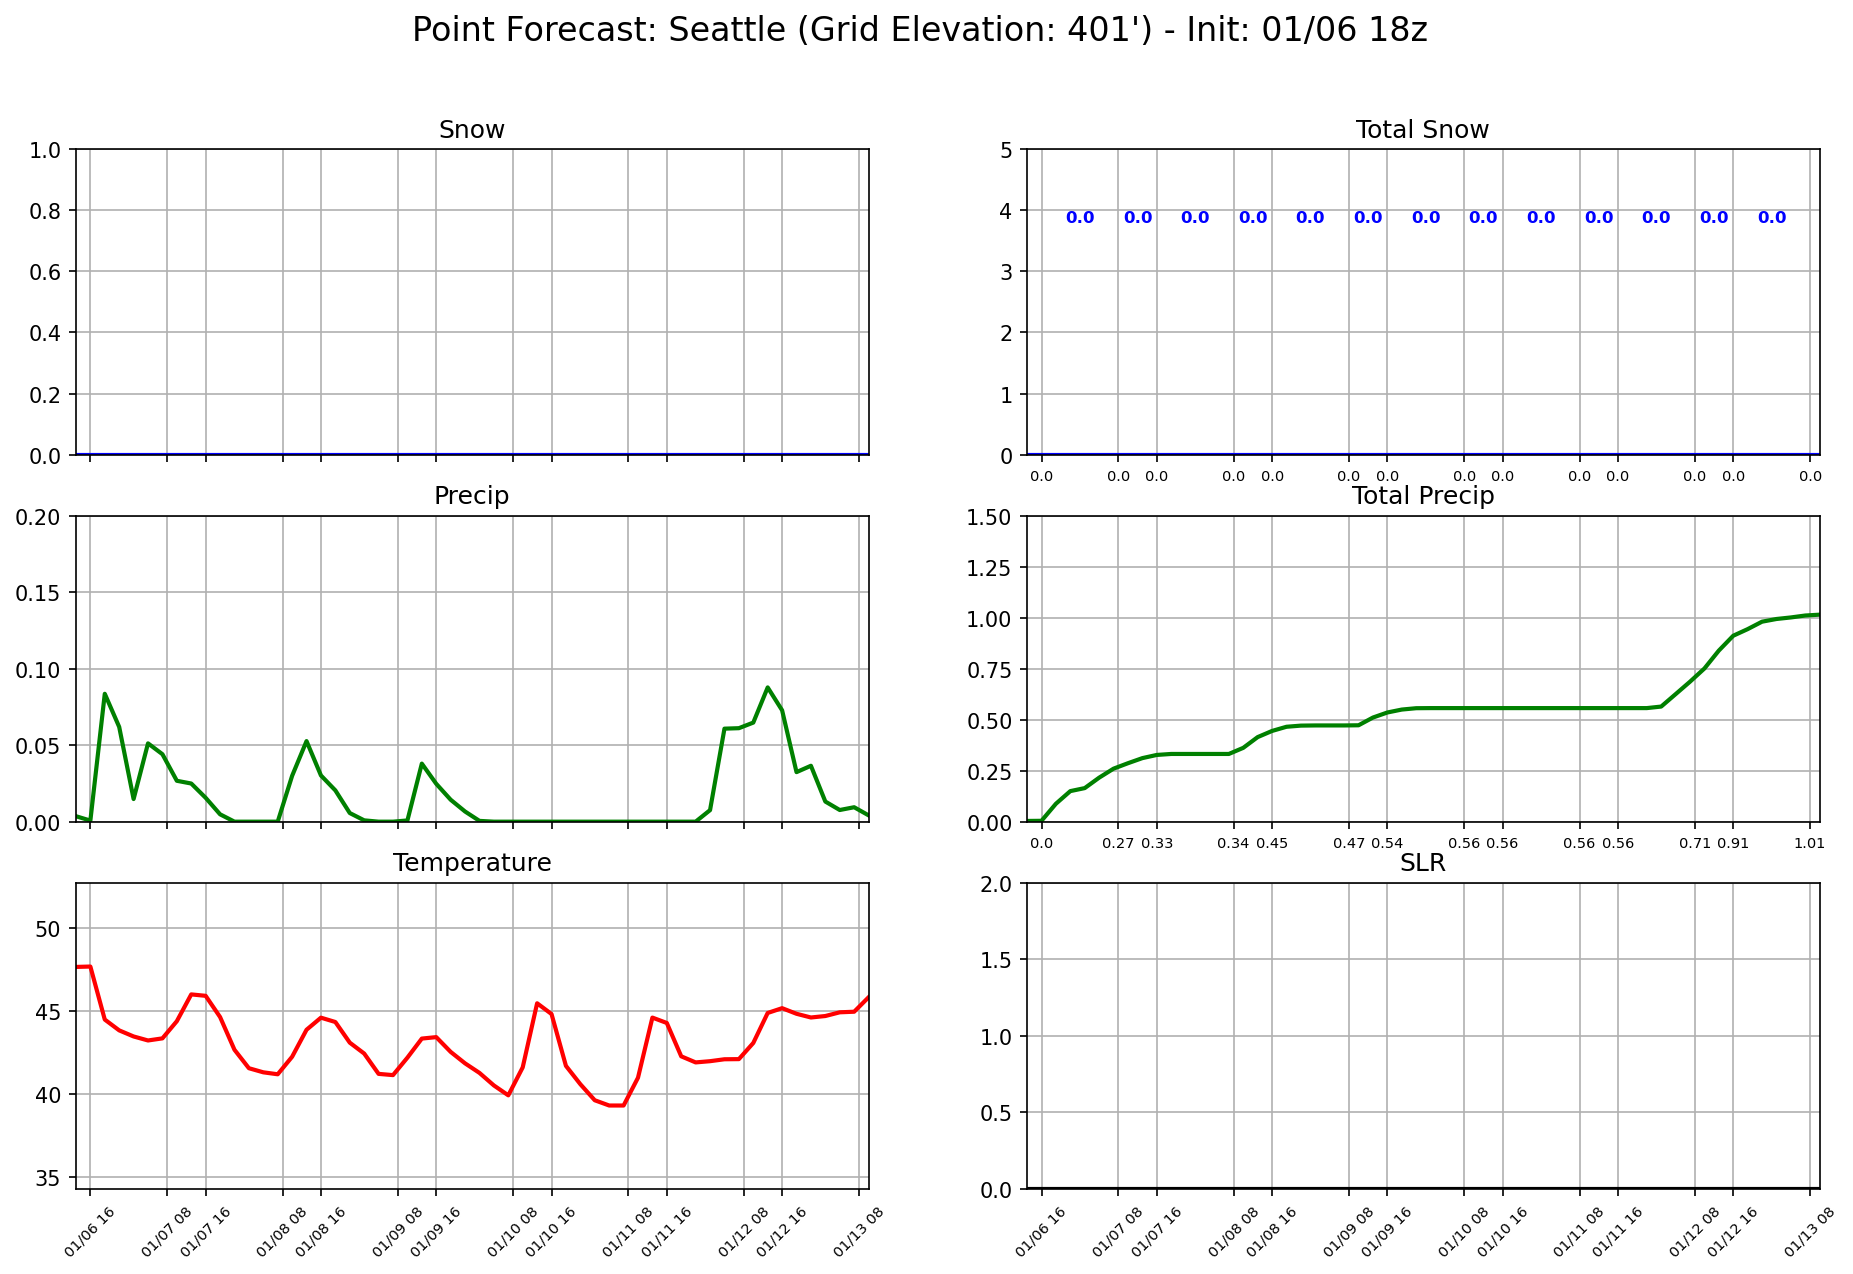 Point Forecast: Seattle (Grid Elevation: 401') - Init: 01/06 18z
Snow
1.0
0.8
0.6
0.4
0.2
0.0
Total Snow
5
4
3
2
1
0
0.0 0.0 0.0 0.0 0.0 0.0 0.0 0.0 0.0 0.0 0.0 0.0 0.0
0.0 0.0 0.0 0.0 0.0 0.0 0.0 0.0 0.0 0.0 0.0 0.0 0.0 0.0
Precip
0.20
0.15
0.10
0.05
0.00
Total Precip
1.50
1.25
1.00
0.75
0.50
0.25
0.00
0.0 0.27 0.33 0.34 0.45 0.47 0.54 0.56 0.56 0.56 0.56 0.71 0.91 1.01
Temperature
50
45
40
35
01/06 16 01/07 08 01/07 16 01/08 08 01/08 16 01/09 08 01/09 16 01/10 08 01/10 16 01/11 08 01/11 16 01/12 08 01/12 16 01/13 08
SLR
2.0
1.5
1.0
0.5
0.0
01/06 16 01/07 08 01/07 16 01/08 08 01/08 16 01/09 08 01/09 16 01/10 08 01/10 16 01/11 08 01/11 16 01/12 08 01/12 16 01/13 08